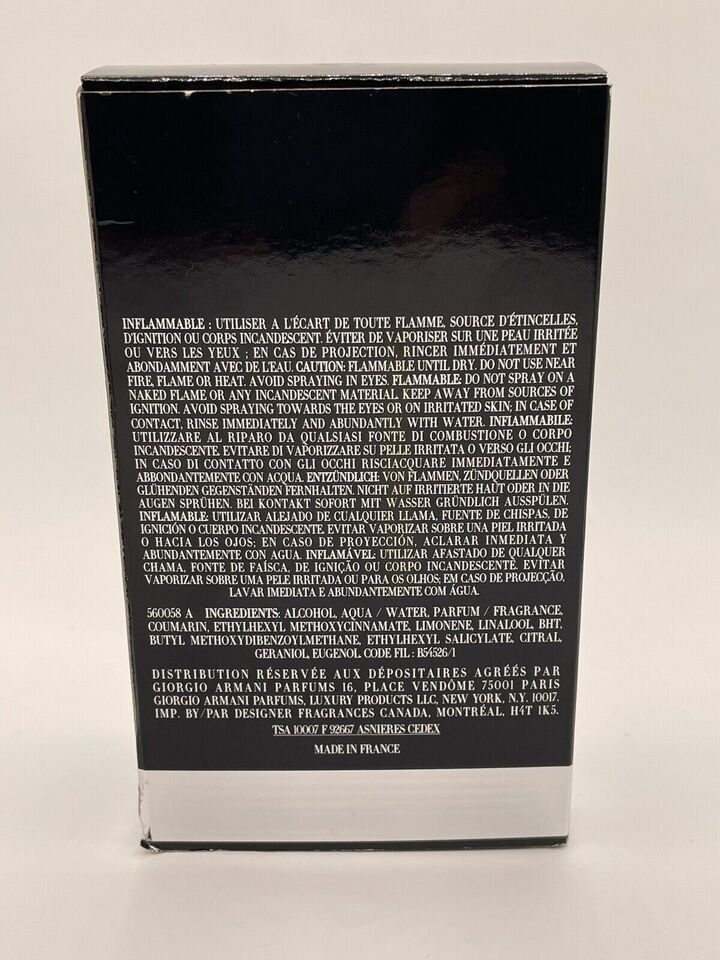 INFLAMMABLE : UTILISER A L'ÉCART DE TOUTE FLAMME, SOURCE D'ÉTINCELLES,
D'IGNITION OU CORPS INCANDESCENT. ÉVITER DE VAPORISER SUR UNE PEAU IRRITÉE
OU VERS LES YEUX ; EN CAS DE PROJECTION, RINCER IMMÉDIATEMENT ET
ABONDAMMENT AVEC DE L'EAU. CAUTION: FLAMMABLE UNTIL DRY. DO NOT USE NEAR
FIRE, FLAME OR HEAT. AVOID SPRAYING IN EYES. FLAMMABLE: DO NOT SPRAY ON A
NAKED FLAME OR ANY INCANDESCENT MATERIAL. KEEP AWAY FROM SOURCES OF
IGNITION. AVOID SPRAYING TOWARDS THE EYES OR ON IRRITATED SKIN; IN CASE OF
CONTACT, RINSE IMMEDIATELY AND ABUNDANTLY WITH WATER. INFIAMMABILE:
UTILIZZARE AL RIPARO DA QUALSIASI FONTE DI COMBUSTIONE O CORPO
INCANDESCENTE. EVITARE DI VAPORIZZARE SU PELLE IRRITATA O VERSO GLI OCCHI;
IN CASO DI CONTATTO CON GLI OCCHI RISCIACQUARE IMMEDIATAMENTE E
ABBONDANTEMENTE CON ACQUA. ENTZÜNDLICH: VON FLAMMEN, ZÜNDQUELLEN ODER
GLÜHENDEN GEGENSTÄNDEN FERNHALTEN. NICHT AUF IRRITIERTE HAUT ODER IN DIE
AUGEN SPRÜHEN. BEI KONTAKT SOFORT MIT WASSER GRÜNDLICH AUSSPÜLEN.
INFLAMABLE: UTILIZAR ALEJADO DE CUALQUIER LLAMA, FUENTE DE CHISPAS, DE
IGNICIÓN O CUERPO INCANDESCENTE. EVITAR VAPORIZAR SOBRE UNA PIEL IRRITADA
O HACIA LOS OJOS; EN CASO DE PROYECCIÓN, ACLARAR INMEDIATA Y
ABUNDANTEMENTE CON AGUA. INFLAMÁVEL: UTILIZAR AFASTADO DE QUALQUER
CHAMA, FONTE DE FAÍSCA, DE IGNIÇÃO OU CORPO INCANDESCENTE. EVITAR
VAPORIZAR SOBRE UMA PELE IRRITADA OU PARA OS OLHOS; EM CASO DE PROJECÇÃO,
LAVAR IMEDIATA E ABUNDANTEMENTE COM ÁGUA.
560058 A INGREDIENTS: ALCOHOL, AQUA / WATER, PARFUM / FRAGRANCE,
COUMARIN, ETHYLHEXYL METHOXYCINNAMATE, LIMONENE, LINALOOL, BHT,
BUTYL METHOXYDIBENZOYLMETHANE, ETHYLHEXYL SALICYLATE, CITRAL,
GERANIOL, EUGENOL. CODE FIL : B54526/1
DISTRIBUTION RÉSERVÉE AUX DÉPOSITAIRES AGRÉÉS PAR
GIORGIO ARMANI PARFUMS 16, PLACE VENDÔME 75001 PARIS
GIORGIO ARMANI PARFUMS, LUXURY PRODUCTS LLC, NEW YORK, N.Y. 10017.
IMP. BY/PAR DESIGNER FRAGRANCES CANADA, MONTRÉAL, H4T 1K5.
TSA 10007 F 92667 ASNIERES CEDEX
MADE IN FRANCE